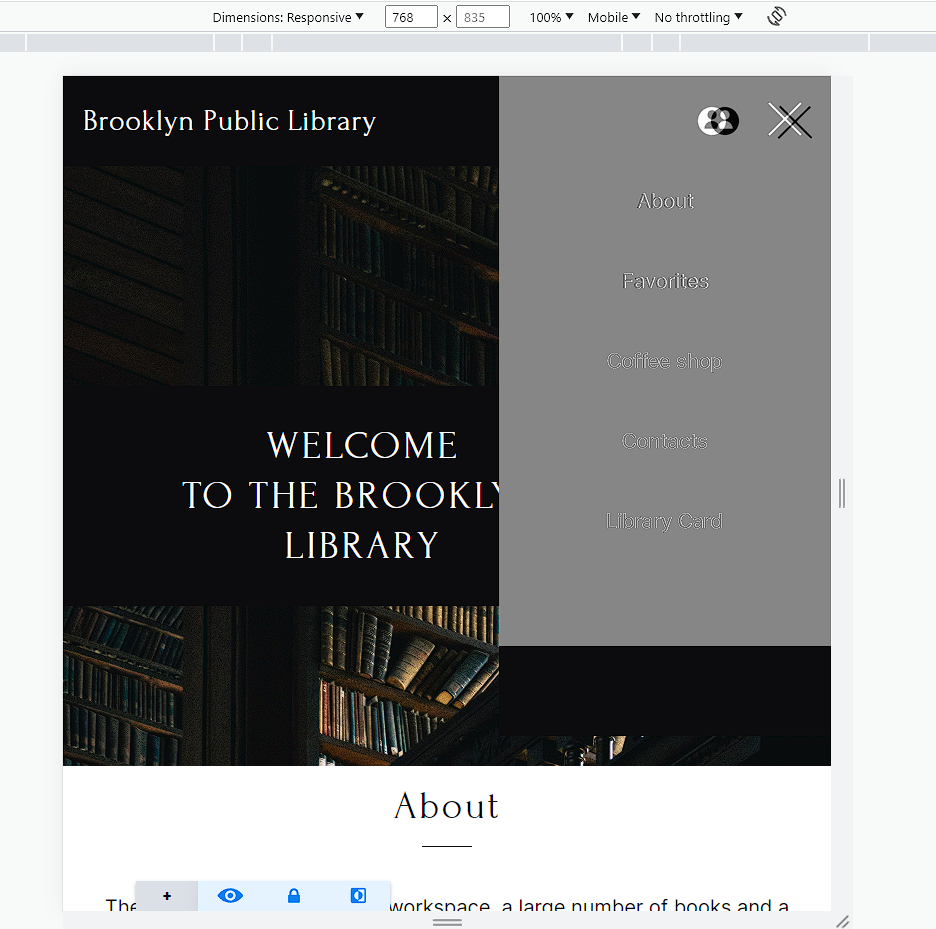 Dimensions: Responsive 768 × 835 100% Mobile No throttling
Brooklyn Public Library
About
Favorites
Coffee shop
Contacts
Library Card
WELCOME
TO THE BROOKLY
LIBRARY
About
The workspace, a large number of books and a
+